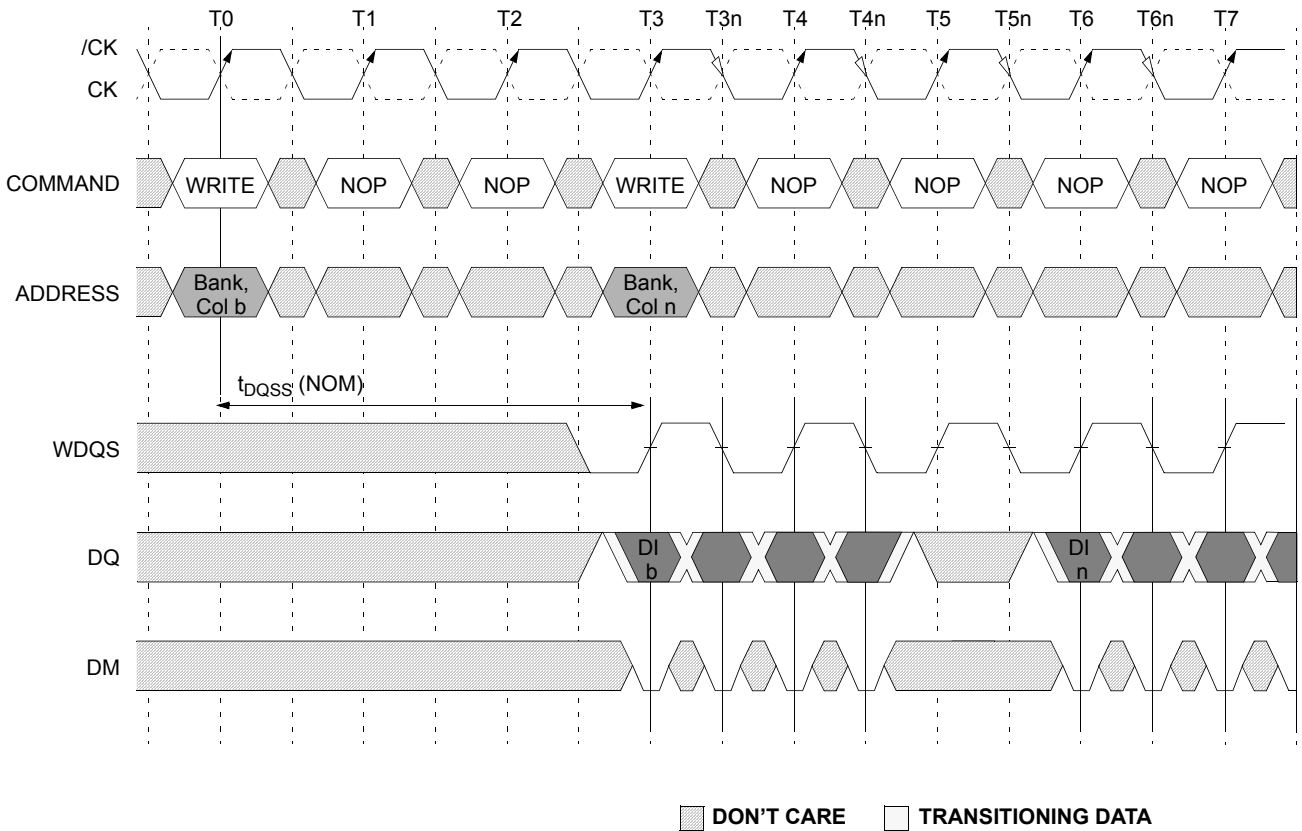 T0 T1 T2 T3 T3n T4 T4n T5 T5n T6 T6n T7
/CK
CK
COMMAND WRITE NOP NOP WRITE NOP NOP NOP NOP
ADDRESS Bank, Col b Bank, Col n
tDQSS (NOM)
WDQS
DQ DI b DI n
DM
DON'T CARE TRANSITIONING DATA